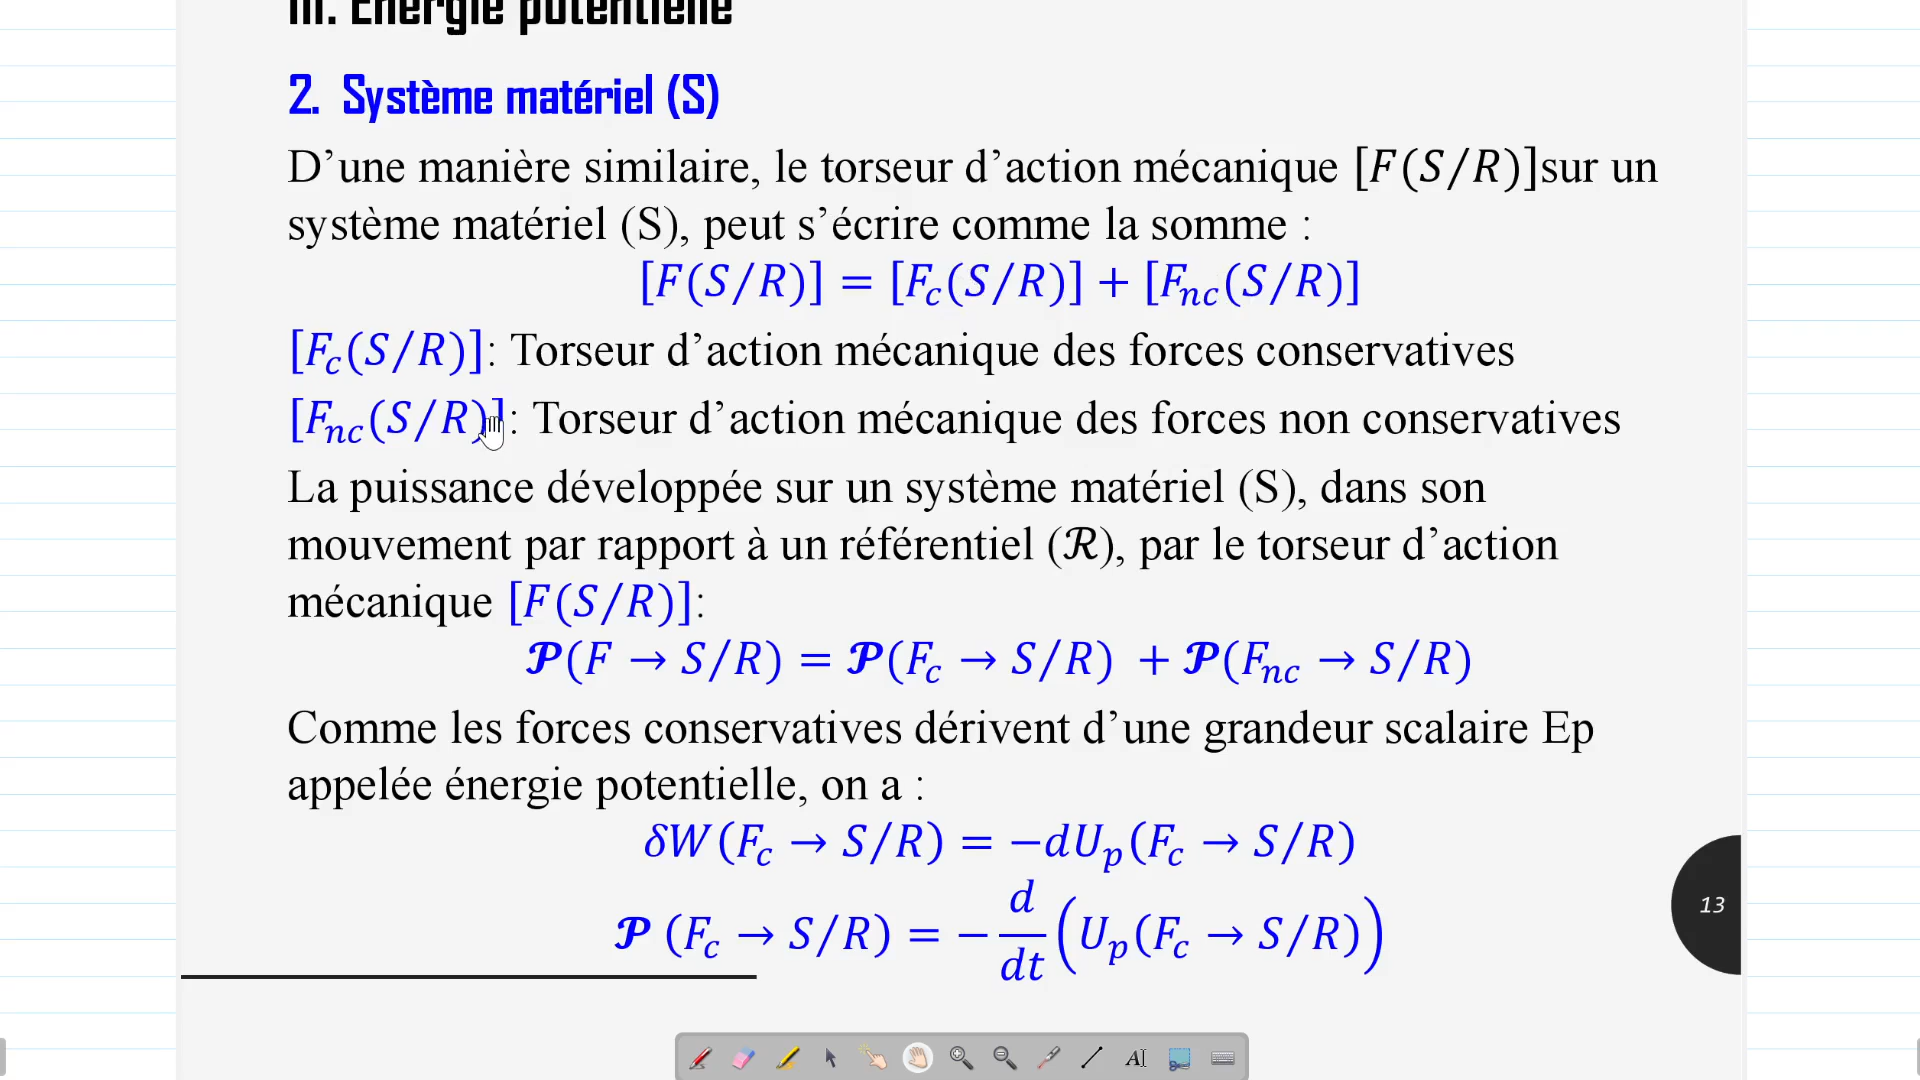 III. Energie potentielle
2. Système matériel (S)
D’une manière similaire, le torseur d’action mécanique [F(S/R)]sur un
système matériel (S), peut s’écrire comme la somme :
[F(S/R)] = [F_c(S/R)] + [F_nc(S/R)]
[F_c(S/R)]: Torseur d’action mécanique des forces conservatives
[F_nc(S/R)]: Torseur d’action mécanique des forces non conservatives
La puissance développée sur un système matériel (S), dans son
mouvement par rapport à un référentiel (ℛ), par le torseur d’action
mécanique [F(S/R)]:
𝓟(F → S/R) = 𝓟(F_c → S/R) + 𝓟(F_nc → S/R)
Comme les forces conservatives dérivent d’une grandeur scalaire Ep
appelée énergie potentielle, on a :
δW(F_c → S/R) = −dU_p(F_c → S/R)
𝓟 (F_c → S/R) = − d/dt (U_p(F_c → S/R))
13
AI